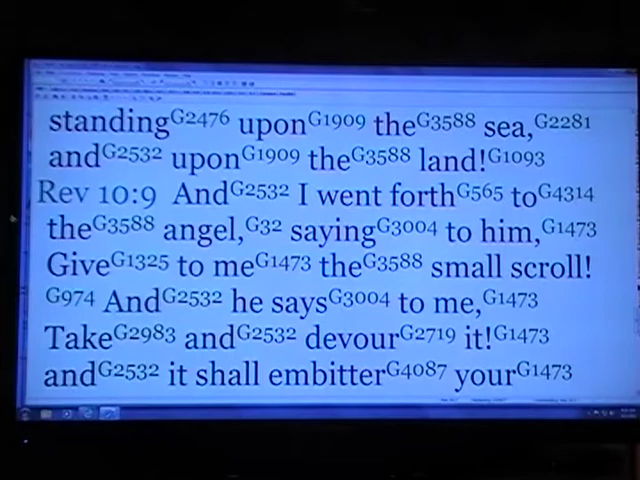 standingG2476 uponG1909 theG3588 sea,G2281
andG2532 uponG1909 theG3588 land!G1093
Rev 10:9 AndG2532 I went forthG565 toG4314
theG3588 angel,G32 sayingG3004 to him,G1473
GiveG1325 to meG1473 theG3588 small scroll!
G974 AndG2532 he saysG3004 to me,G1473
TakeG2983 andG2532 devourG2719 it!G1473
andG2532 it shall embitterG4087 yourG1473